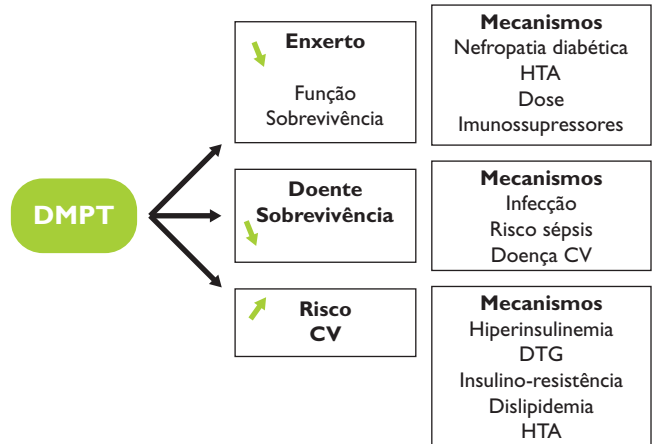 DMPT
Enxerto
Função
Sobrevivência
Mecanismos
Nefropatia diabética
HTA
Dose
Imunossupressores
Doente
Sobrevivência
Mecanismos
Infecção
Risco sépsis
Doença CV
Risco
CV
Mecanismos
Hiperinsulinemia
DTG
Insulino-resistência
Dislipidemia
HTA